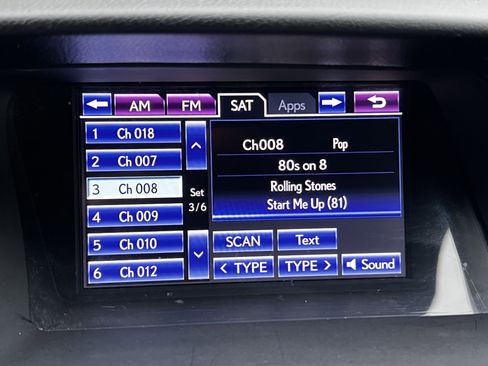 AM FM SAT Apps
1 Ch 018
2 Ch 007
3 Ch 008
4 Ch 009
5 Ch 010
6 Ch 012
Set
3/6
Ch008 Pop
80s on 8
Rolling Stones
Start Me Up (81)
SCAN Text
< TYPE TYPE > Sound